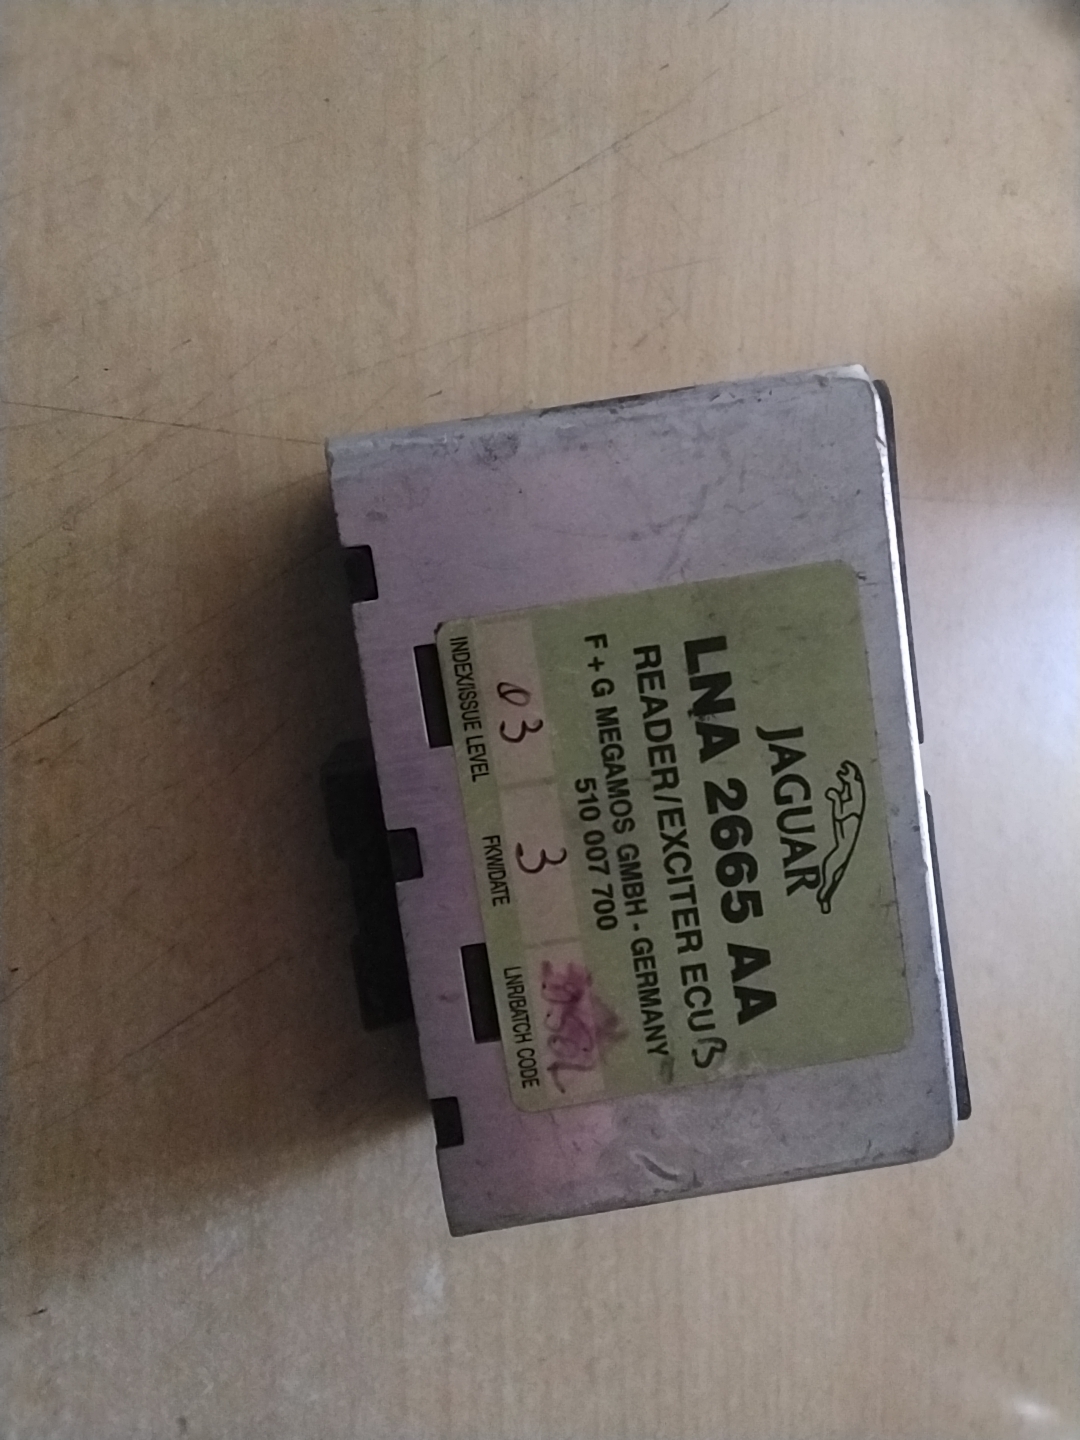 JAGUAR
LNA 2665 AA
READER/EXCITER ECU B
F + G MEGAMOS GMBH - GERMANY
510 007 700
03 3
INDEX/ISSUE LEVEL FKW/DATE LNR/BATCH CODE